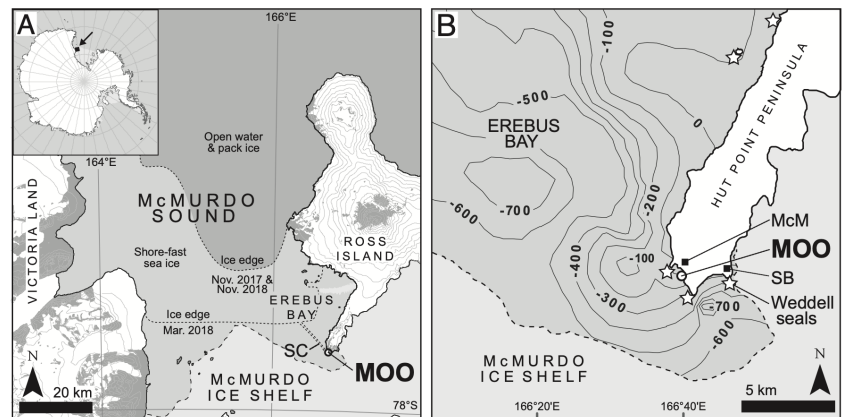 A
166°E
164°E
Open water
& pack ice
McMURDO
SOUND
VICTORIA LAND
Shore-fast
sea ice
ROSS
ISLAND
Ice edge
Nov. 2017 &
Nov. 2018
EREBUS
BAY
Ice edge
Mar. 2018
SC
MOO
N
McMURDO
ICE SHELF
20 km
78°S
B
-100
HUT POINT PENINSULA
-500
0
EREBUS
BAY
-200
-700
-600
McM
-400
-100
MOO
SB
-300
-700
Weddell
seals
-600
McMURDO
ICE SHELF
N
5 km
166°20'E
166°40'E